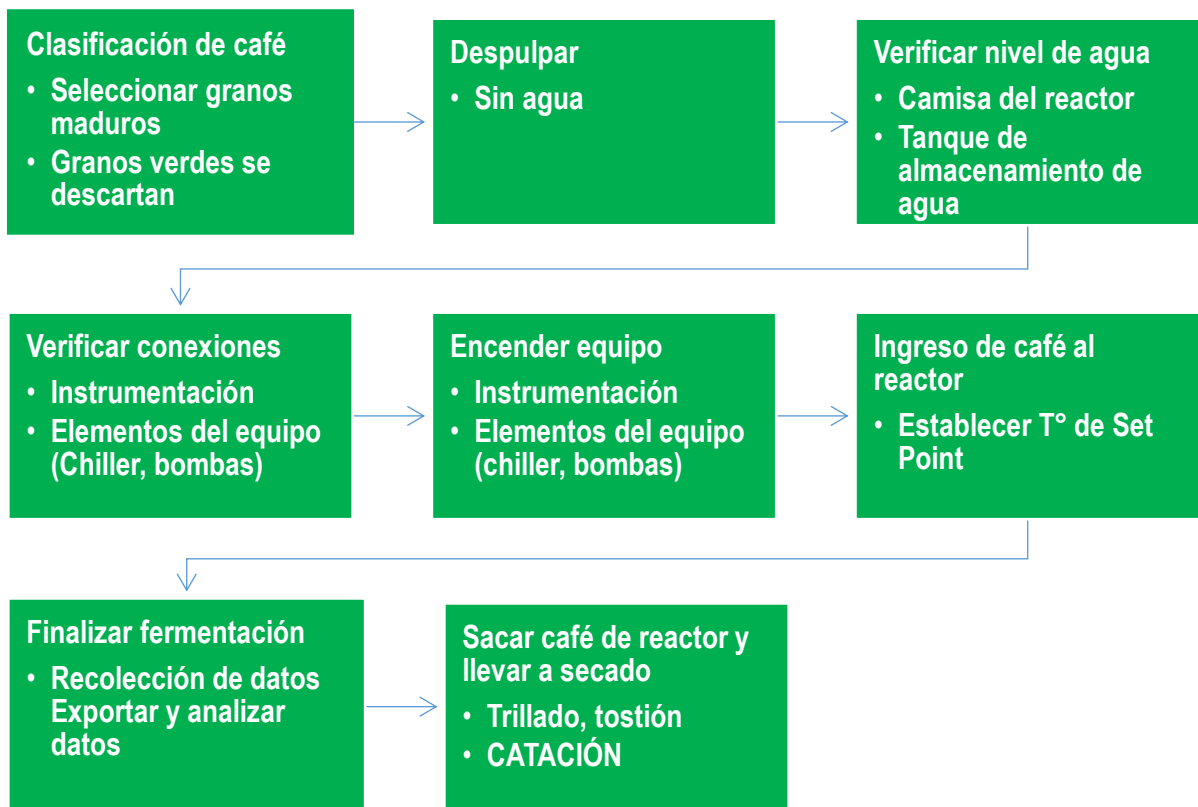 Clasificación de café
• Seleccionar granos
maduros
• Granos verdes se
descartan
Despulpar
• Sin agua
Verificar nivel de agua
• Camisa del reactor
• Tanque de
almacenamiento de
agua
Verificar conexiones
• Instrumentación
• Elementos del equipo
(Chiller, bombas)
Encender equipo
• Instrumentación
• Elementos del equipo
(chiller, bombas)
Ingreso de café al
reactor
• Establecer T° de Set
Point
Finalizar fermentación
• Recolección de datos
Exportar y analizar
datos
Sacar café de reactor y
llevar a secado
• Trillado, tostión
• CATACIÓN